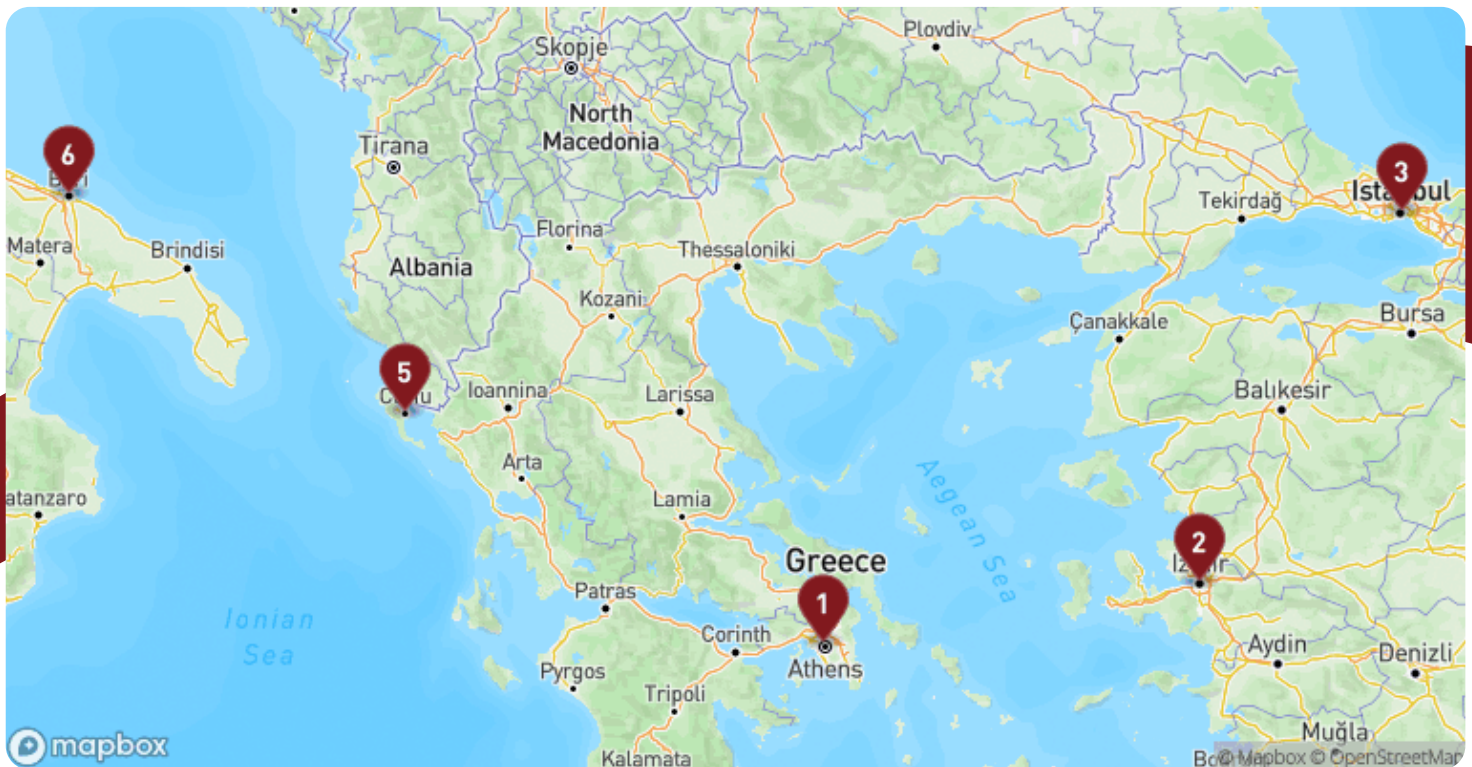 Plovdiv
Skopje
North
Macedonia
6
Tirana
3
Istanbul
Tekirdağ
Matera
Brindisi
Florina
Thessaloniki
Albania
Kozani
Çanakkale
Bursa
5
Ioannina
Larissa
Balıkesir
Arta
Aegean Sea
atanzaro
Lamia
2
Izmir
Greece
Patras
1
Ionian
Sea
Corinth
Athens
Aydin
Denizli
Pyrgos
Tripoli
Muğla
mapbox
Kalamata
Bo
© Mapbox © OpenStreetMap